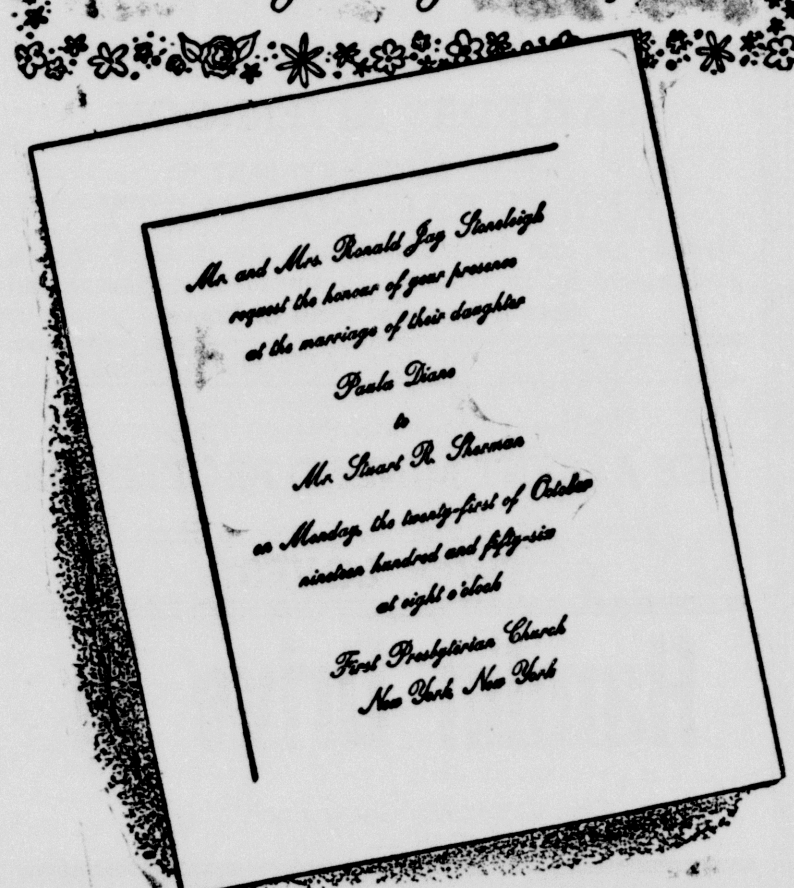 Mr. and Mrs. Ronald Jay Stoneleigh
request the honour of your presence
at the marriage of their daughter
Paula Diane
to
Mr. Stuart R. Sherman
on Monday, the twenty-first of October
nineteen hundred and fifty-six
at eight o'clock
First Presbyterian Church
New York, New York